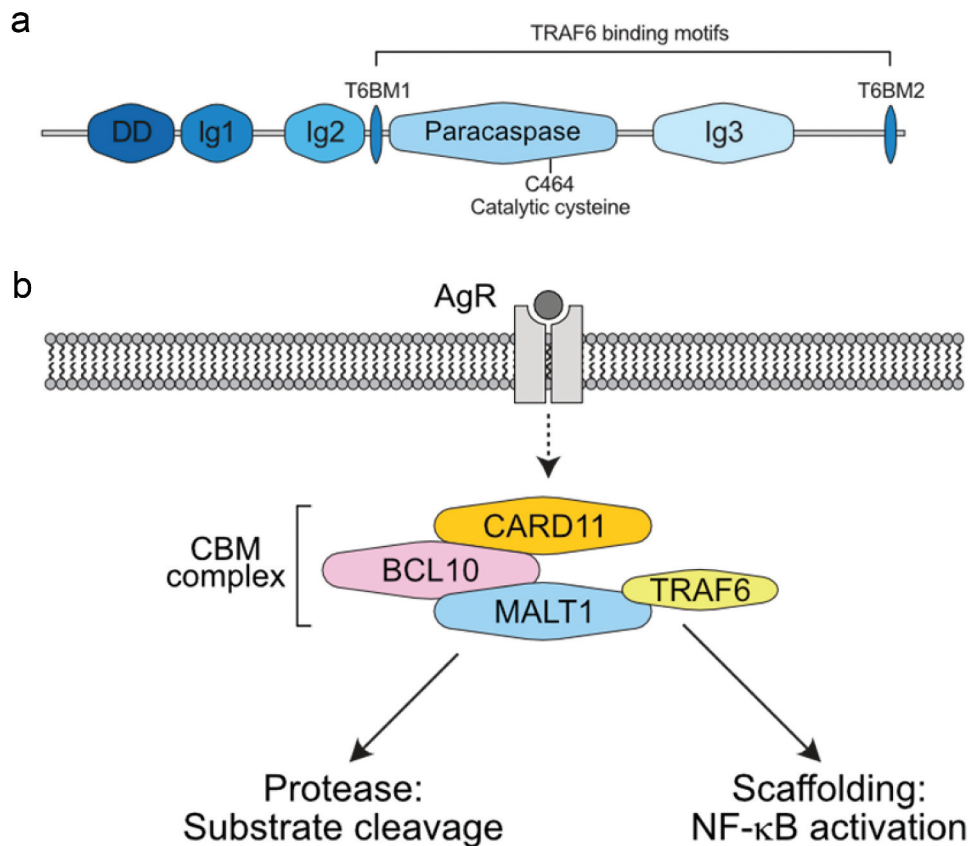 a
TRAF6 binding motifs
T6BM1
T6BM2
DD
Ig1
Ig2
Paracaspase
Ig3
C464
Catalytic cysteine
b
AgR
CBM
complex
CARD11
BCL10
TRAF6
MALT1
Protease:
Substrate cleavage
Scaffolding:
NF-κB activation